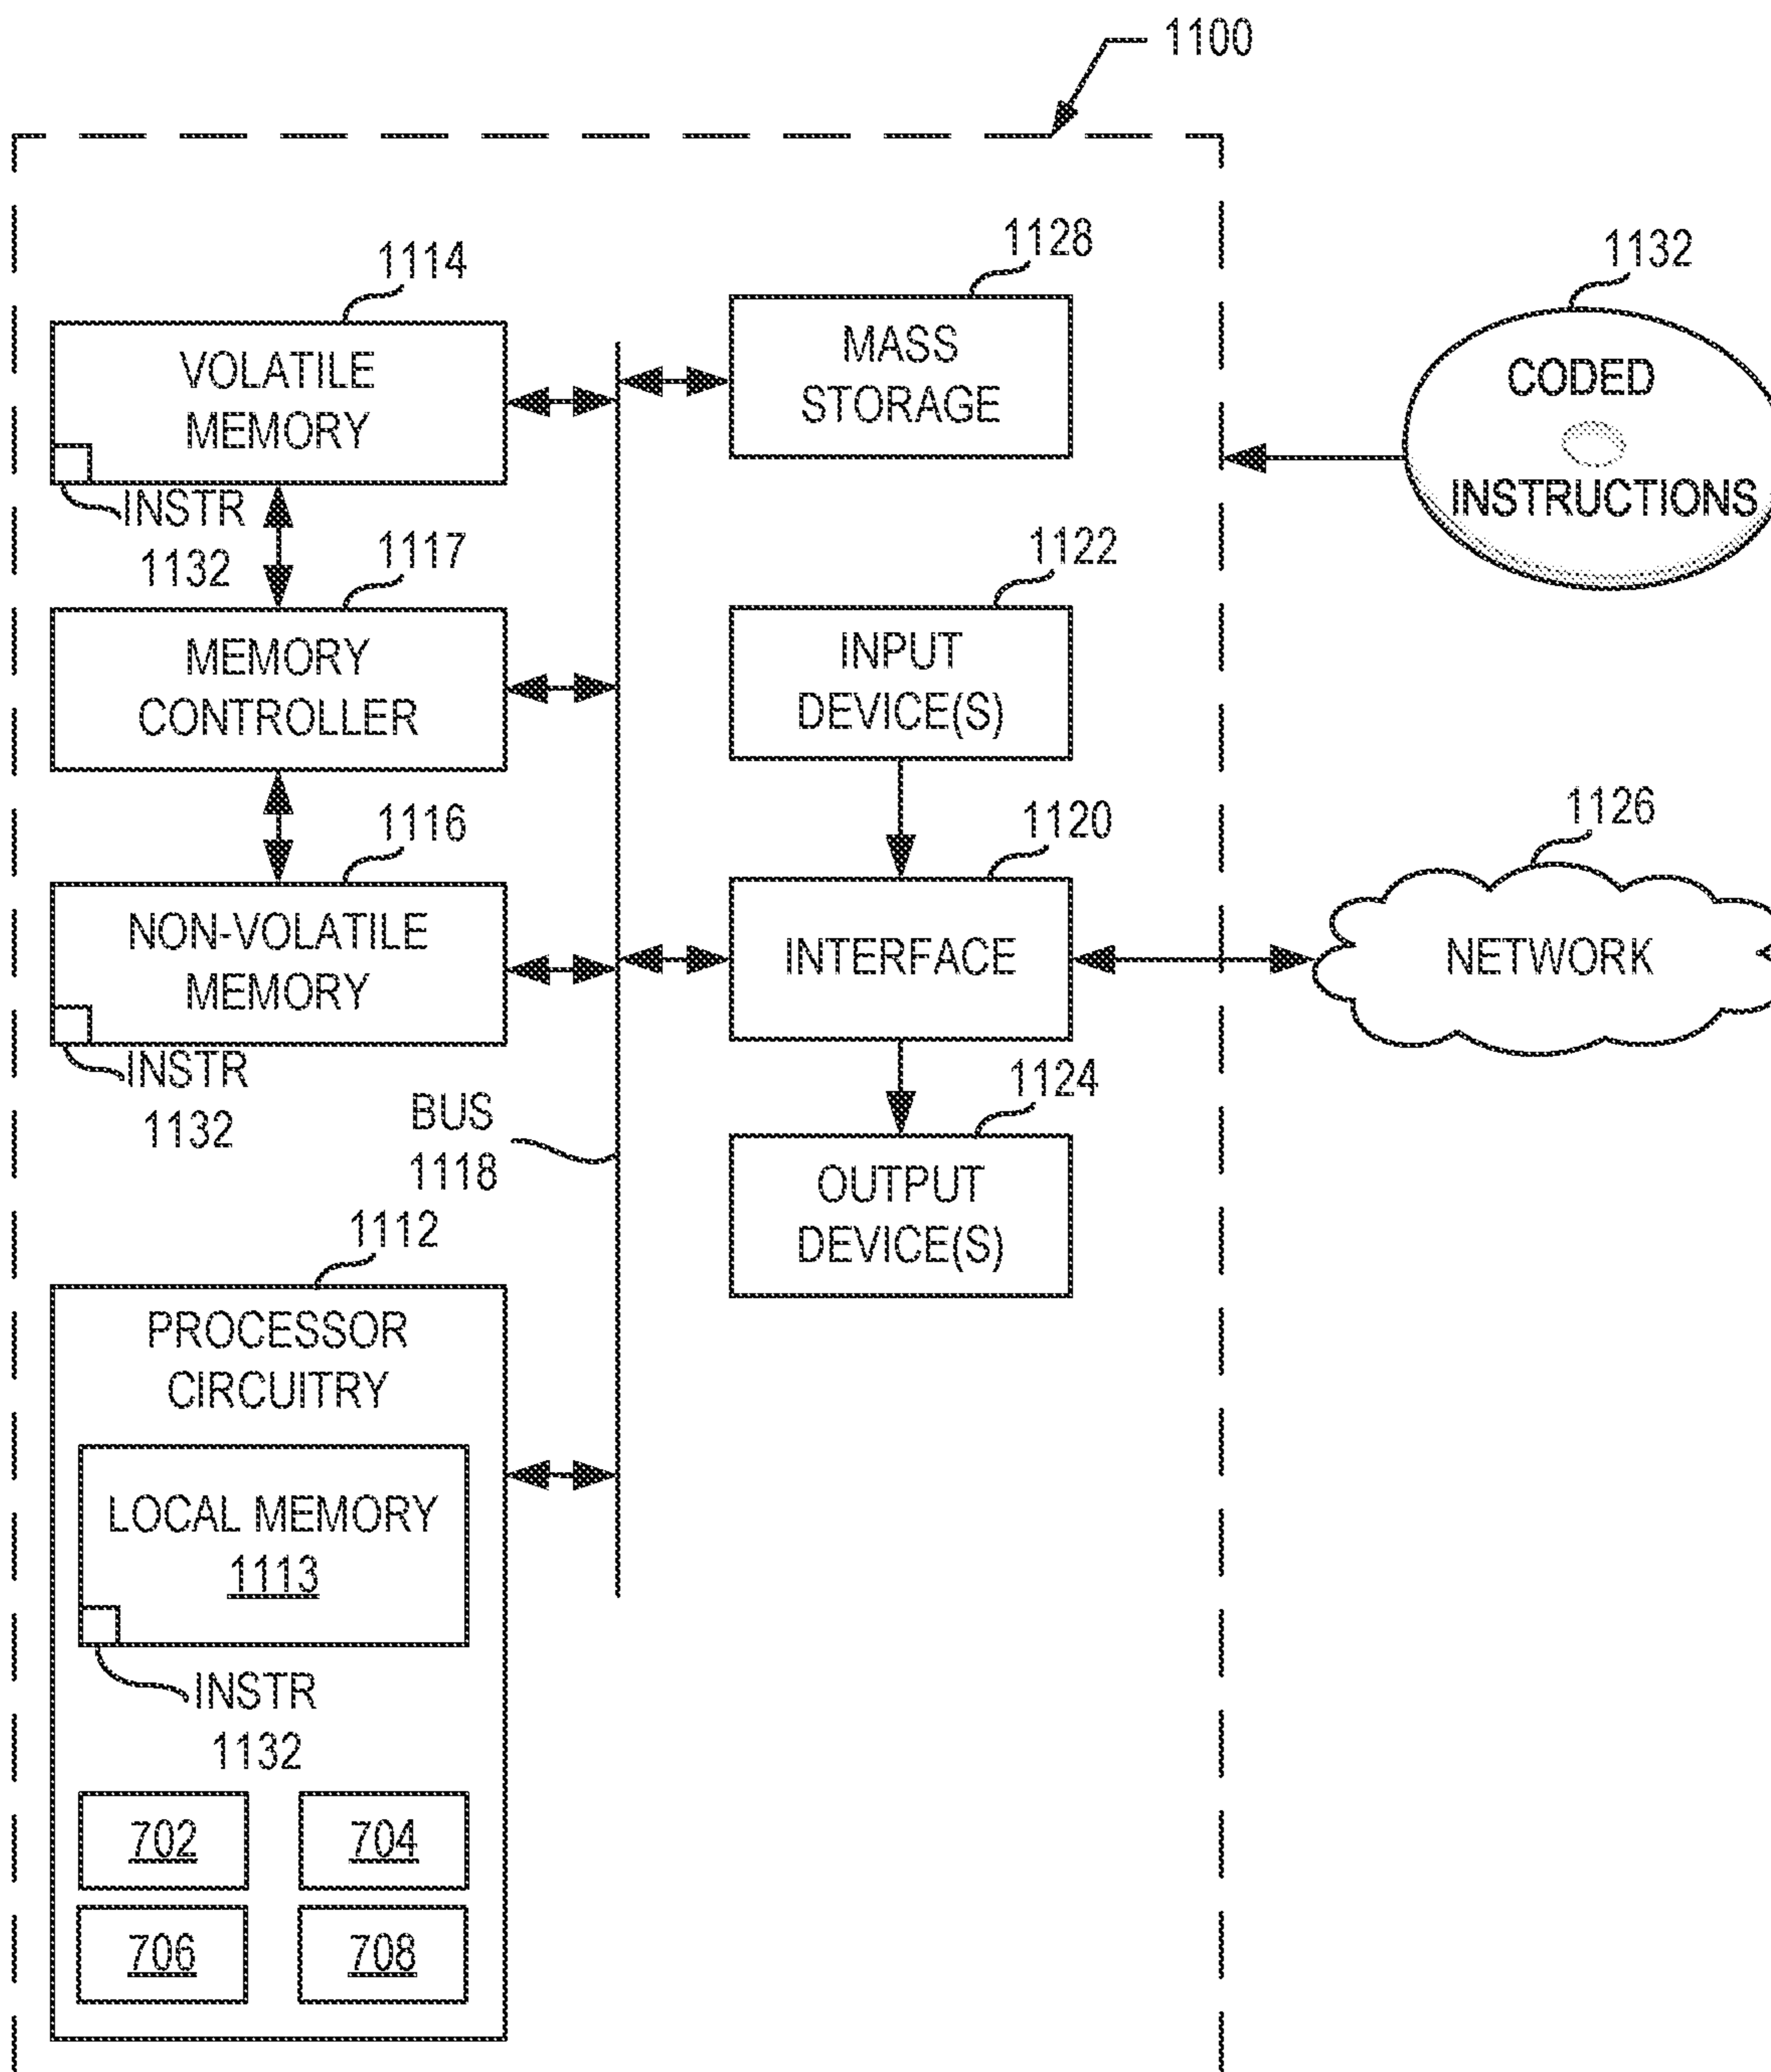 1100
1114
VOLATILE
MEMORY
INSTR
1132
1128
MASS
STORAGE
1132
CODED
INSTRUCTIONS
1117
MEMORY
CONTROLLER
1122
INPUT
DEVICE(S)
1116
NON-VOLATILE
MEMORY
INSTR
1132
1120
INTERFACE
1126
NETWORK
BUS
1118
1124
OUTPUT
DEVICE(S)
1112
PROCESSOR
CIRCUITRY
LOCAL MEMORY
1113
INSTR
1132
702
704
706
708